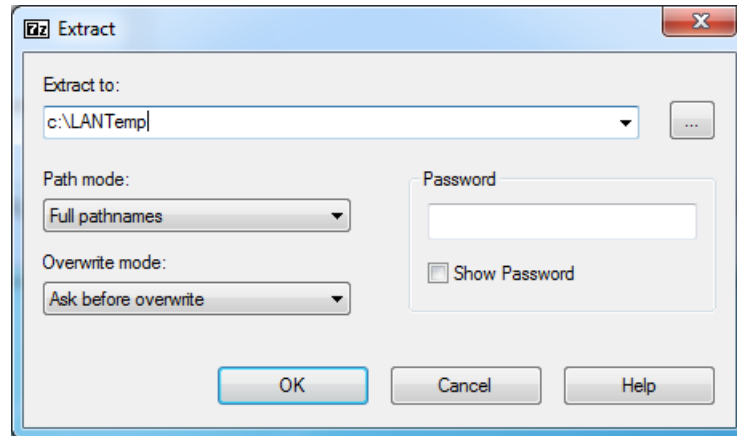 7z Extract
Extract to:
c:\LANTemp
...
Path mode:
Full pathnames
Overwrite mode:
Ask before overwrite
Password
Show Password
OK Cancel Help